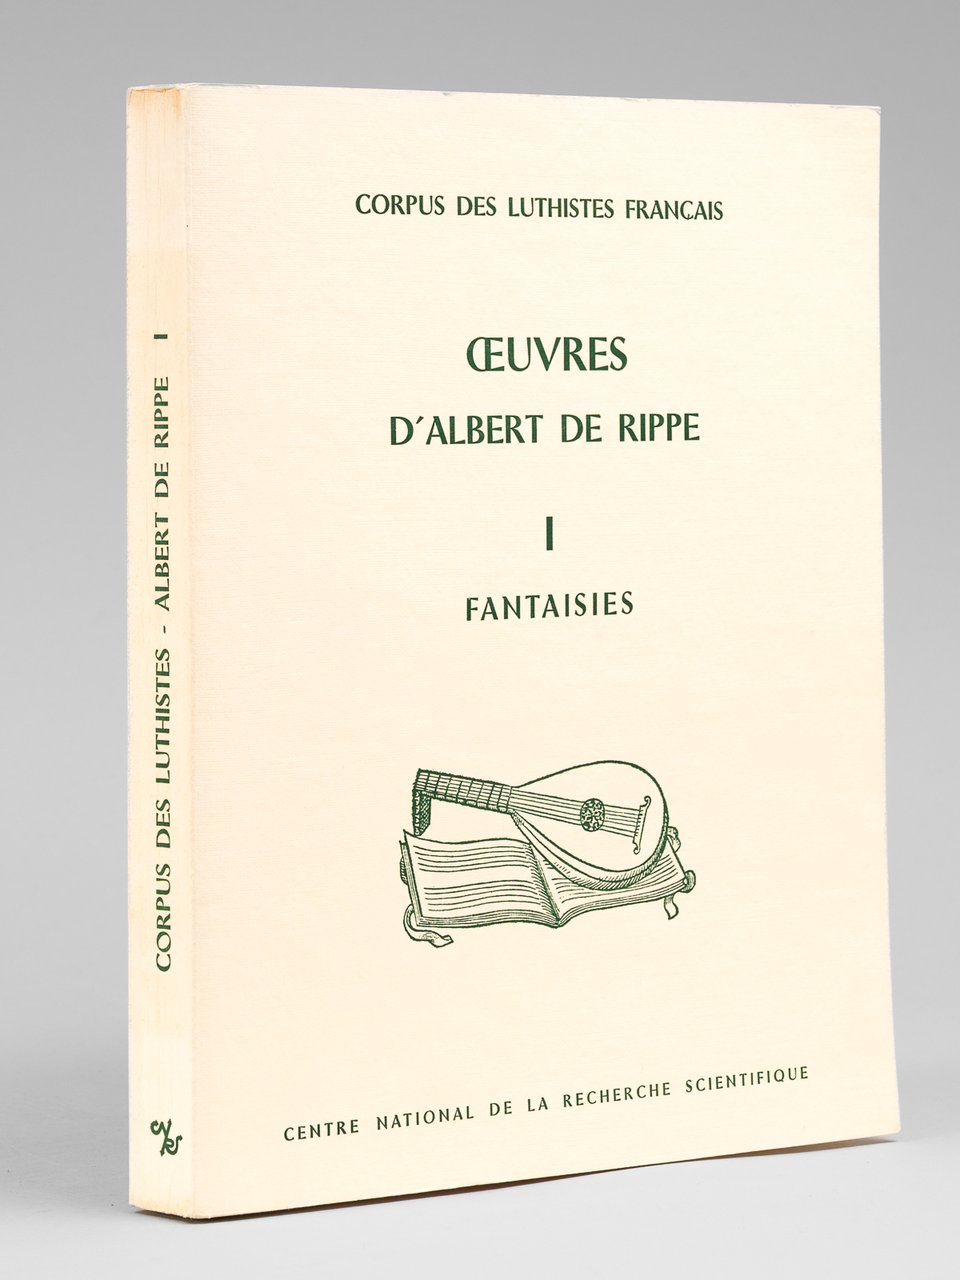 CORPUS DES LUTHISTES FRANÇAIS
ŒUVRES
D'ALBERT DE RIPPE
I
FANTAISIES
CENTRE NATIONAL DE LA RECHERCHE SCIENTIFIQUE
CORPUS DES LUTHISTES - ALBERT DE RIPPE I